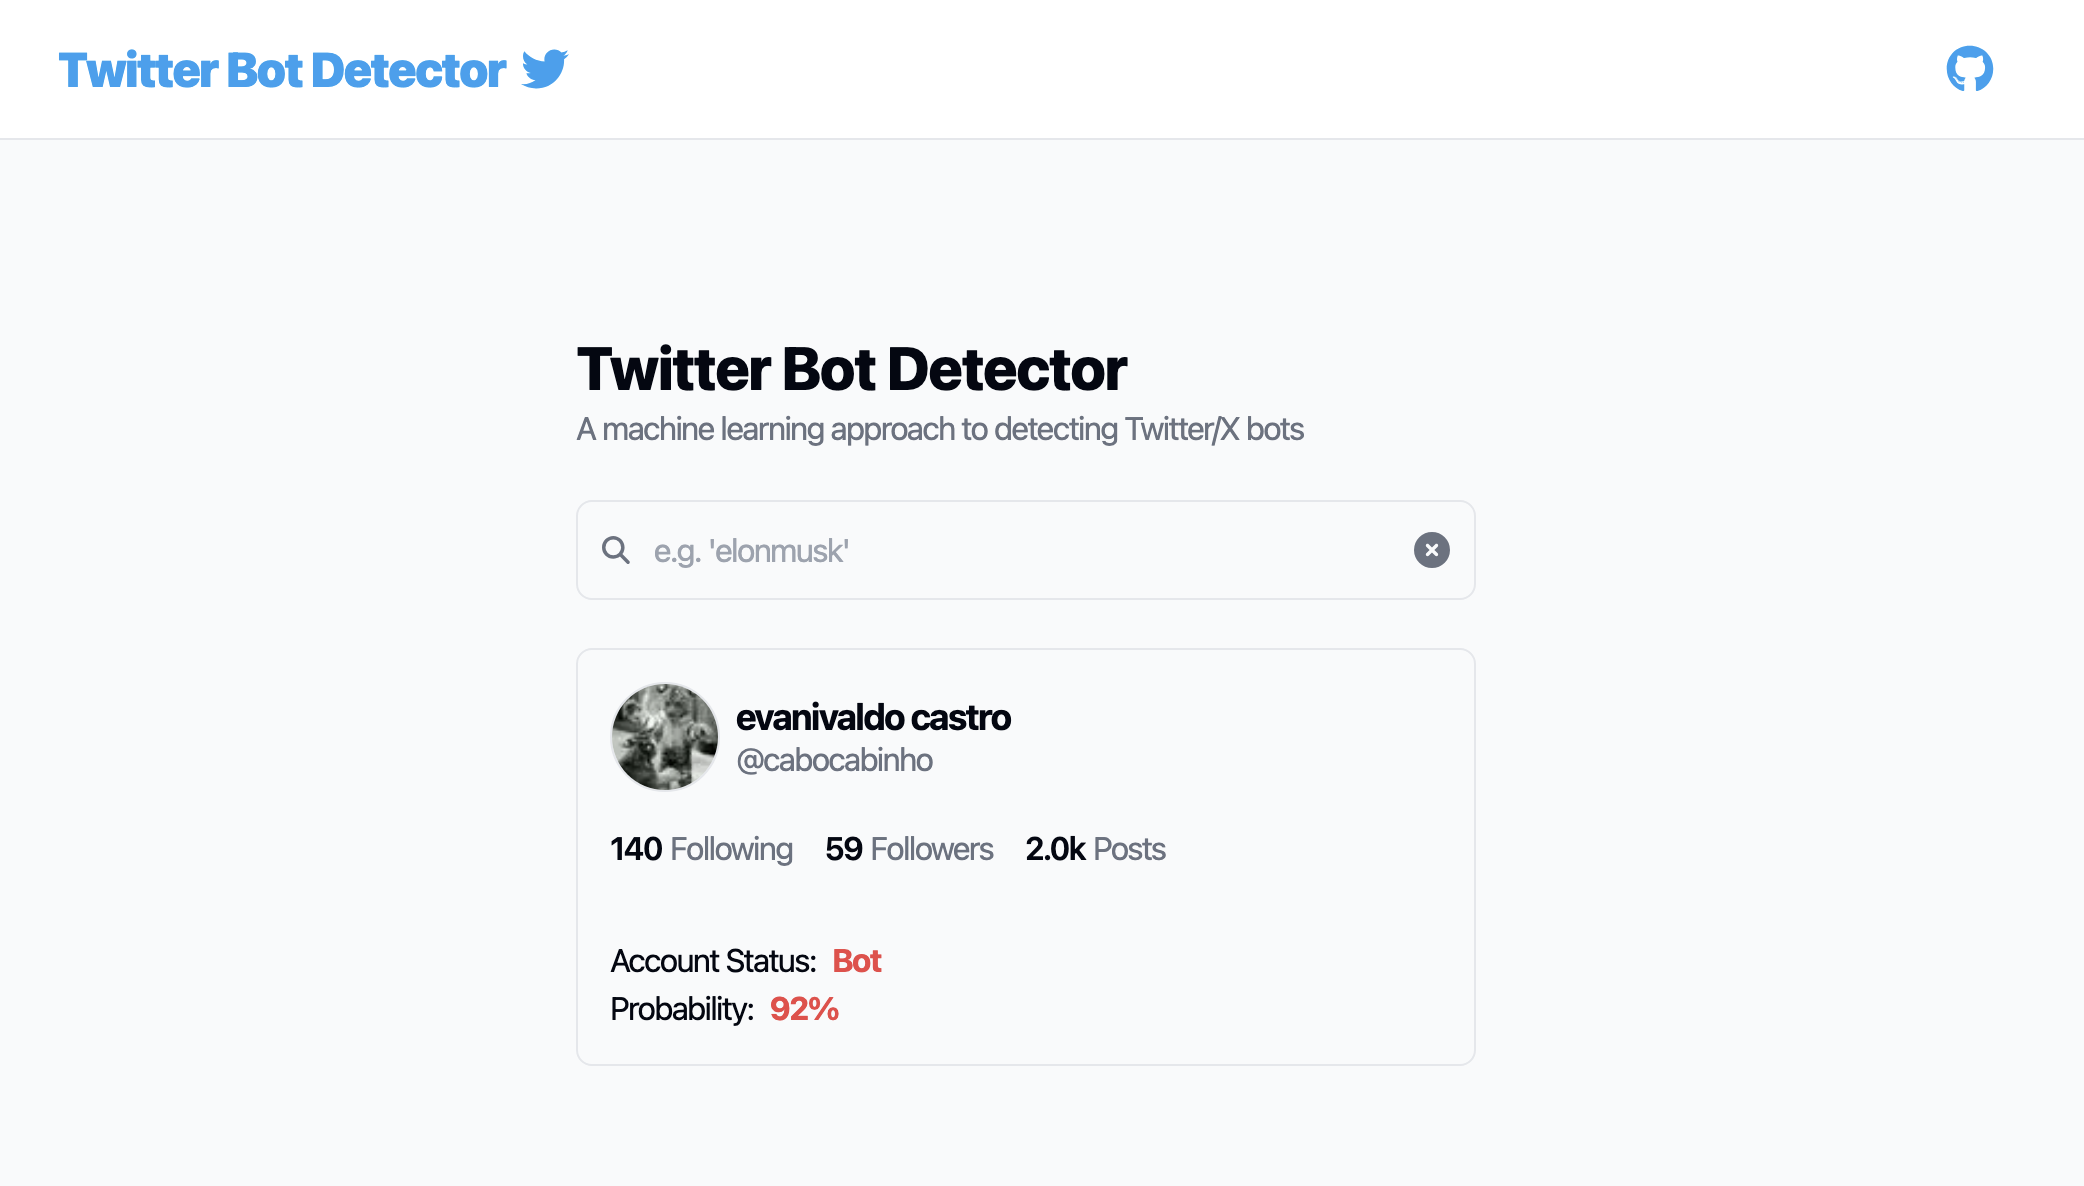 Twitter Bot Detector
Twitter Bot Detector
A machine learning approach to detecting Twitter/X bots
e.g. 'elonmusk'
evanivaldo castro
@cabocabinho
140 Following 59 Followers 2.0k Posts
Account Status: Bot
Probability: 92%